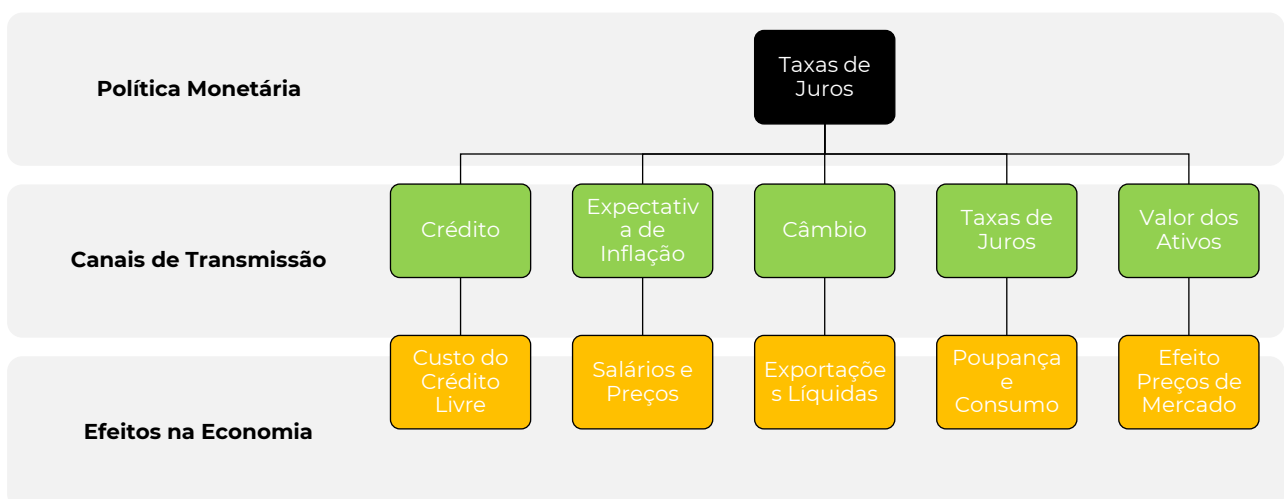 Política Monetária
Taxas de
Juros
Canais de Transmissão
Crédito
Expectativ
a de
Inflação
Câmbio
Taxas de
Juros
Valor dos
Ativos
Efeitos na Economia
Custo do
Crédito
Livre
Salários e
Preços
Exportaçõe
s Líquidas
Poupança
e
Consumo
Efeito
Preços de
Mercado